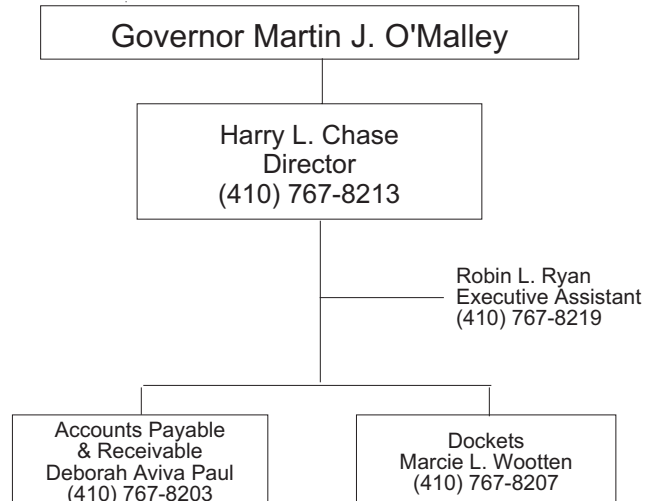 Governor Martin J. O'Malley
Harry L. Chase
Director
(410) 767-8213
Robin L. Ryan
Executive Assistant
(410) 767-8219
Accounts Payable
& Receivable
Deborah Aviva Paul
(410) 767-8203
Dockets
Marcie L. Wootten
(410) 767-8207